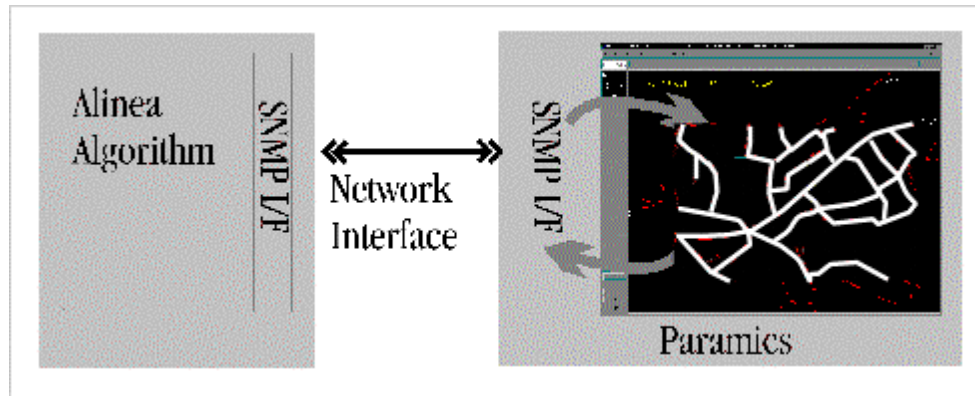 Alinea
Algorithm
SNMP I/F
Network
Interface
SNMP I/F
Paramics